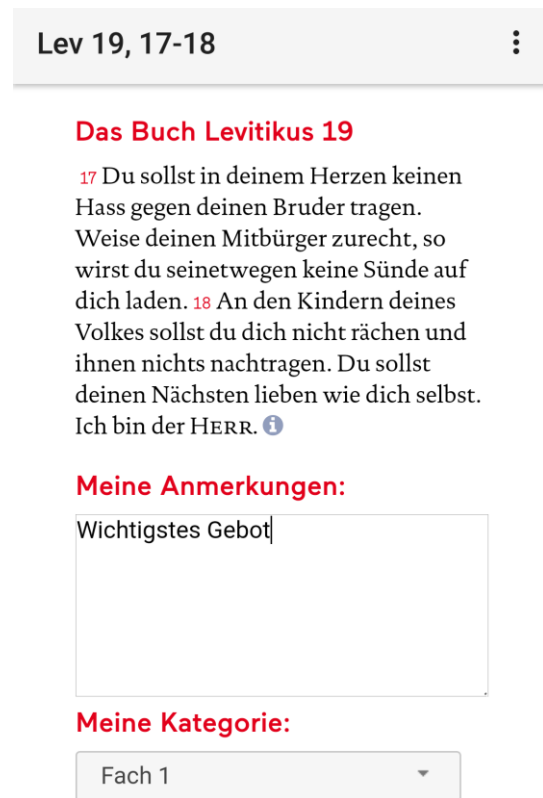 Lev 19, 17-18
Das Buch Levitikus 19
17 Du sollst in deinem Herzen keinen
Hass gegen deinen Bruder tragen.
Weise deinen Mitbürger zurecht, so
wirst du seinetwegen keine Sünde auf
dich laden. 18 An den Kindern deines
Volkes sollst du dich nicht rächen und
ihnen nichts nachtragen. Du sollst
deinen Nächsten lieben wie dich selbst.
Ich bin der HERR.
Meine Anmerkungen:
Wichtigstes Gebot
Meine Kategorie:
Fach 1